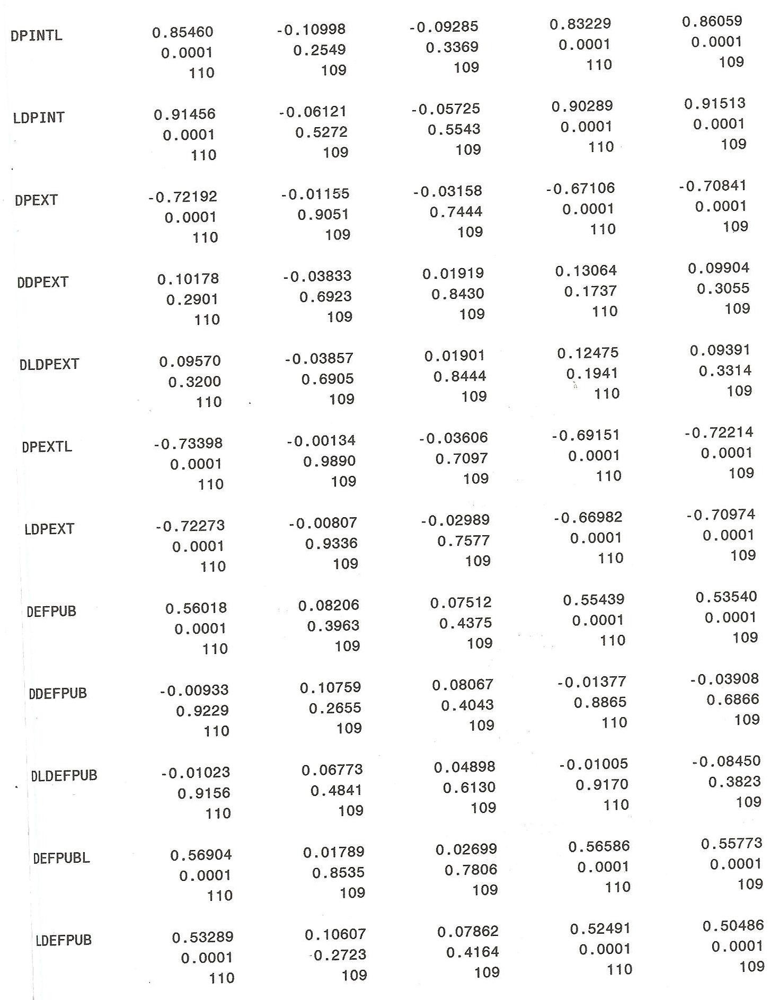 DPINTL 0.85460 -0.10998 -0.09285 0.83229 0.86059
0.0001 0.2549 0.3369 0.0001 0.0001
110 109 109 110 109
LDPINT 0.91456 -0.06121 -0.05725 0.90289 0.91513
0.0001 0.5272 0.5543 0.0001 0.0001
110 109 109 110 109
DPEXT -0.72192 -0.01155 -0.03158 -0.67106 -0.70841
0.0001 0.9051 0.7444 0.0001 0.0001
110 109 109 110 109
DDPEXT 0.10178 -0.03833 0.01919 0.13064 0.09904
0.2901 0.6923 0.8430 0.1737 0.3055
110 109 109 110 109
DLDPEXT 0.09570 -0.03857 0.01901 0.12475 0.09391
0.3200 0.6905 0.8444 0.1941 0.3314
110 109 109 110 109
DPEXTL -0.73398 -0.00134 -0.03606 -0.69151 -0.72214
0.0001 0.9890 0.7097 0.0001 0.0001
110 109 109 110 109
LDPEXT -0.72273 -0.00807 -0.02989 -0.66982 -0.70974
0.0001 0.9336 0.7577 0.0001 0.0001
110 109 109 110 109
DEFPUB 0.56018 0.08206 0.07512 0.55439 0.53540
0.0001 0.3963 0.4375 0.0001 0.0001
110 109 109 110 109
DDEFPUB -0.00933 0.10759 0.08067 -0.01377 -0.03908
0.9229 0.2655 0.4043 0.8865 0.6866
110 109 109 110 109
DLDEFPUB -0.01023 0.06773 0.04898 -0.01005 -0.08450
0.9156 0.4841 0.6130 0.9170 0.3823
110 109 109 110 109
DEFPUBL 0.56904 0.01789 0.02699 0.56586 0.55773
0.0001 0.8535 0.7806 0.0001 0.0001
110 109 109 110 109
LDEFPUB 0.53289 0.10607 0.07862 0.52491 0.50486
0.0001 0.2723 0.4164 0.0001 0.0001
110 109 109 110 109